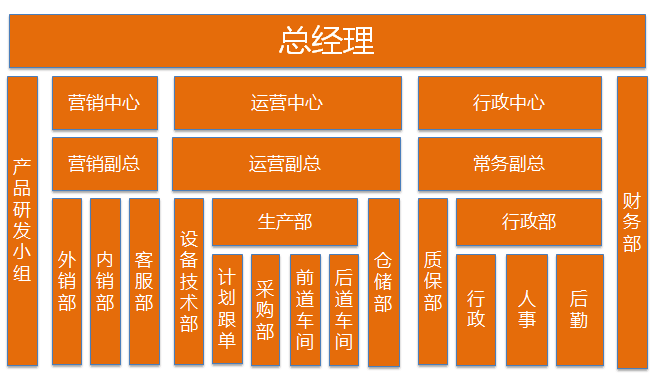 总经理
产品研发小组
营销中心
运营中心
行政中心
财务部
营销副总
运营副总
常务副总
外销部
内销部
客服部
设备技术部
生产部
计划跟单
采购部
前道车间
后道车间
仓储部
质保部
行政部
行政
人事
后勤